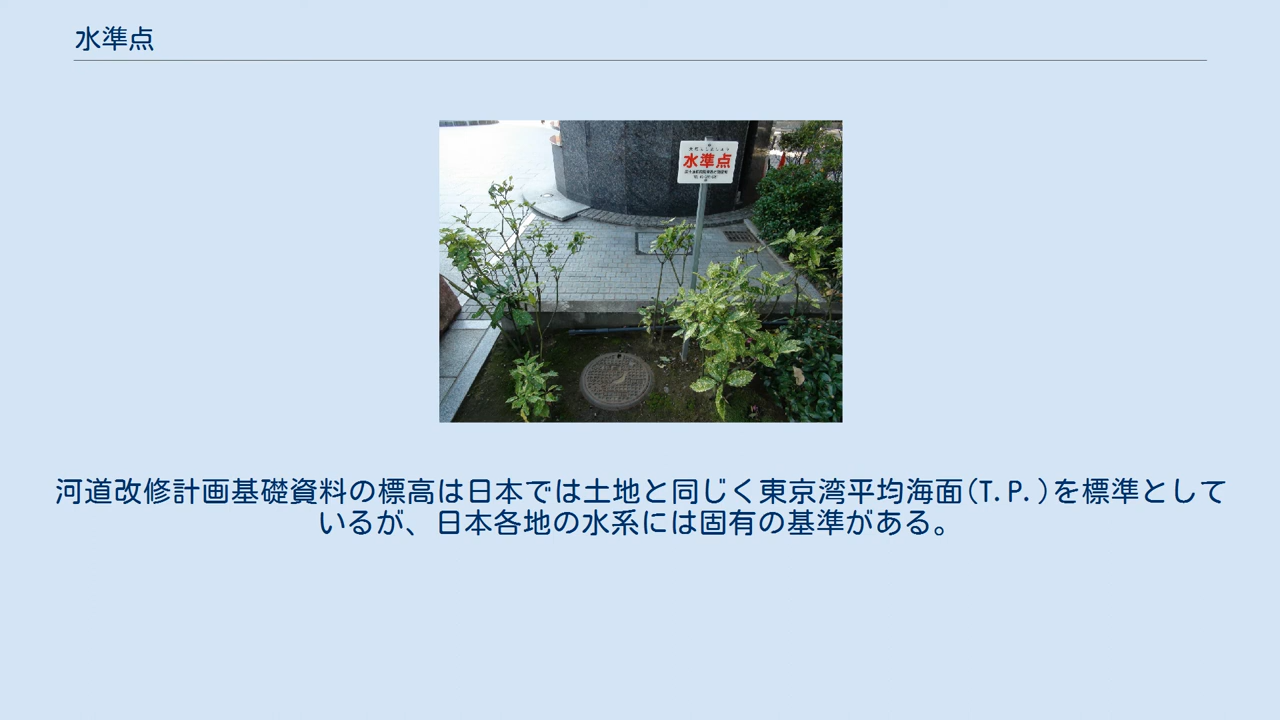 水準点
水準点
河道改修計画基礎資料の標高は日本では土地と同じく東京湾平均海面(T.P.)を標準として
いるが、日本各地の水系には固有の基準がある。